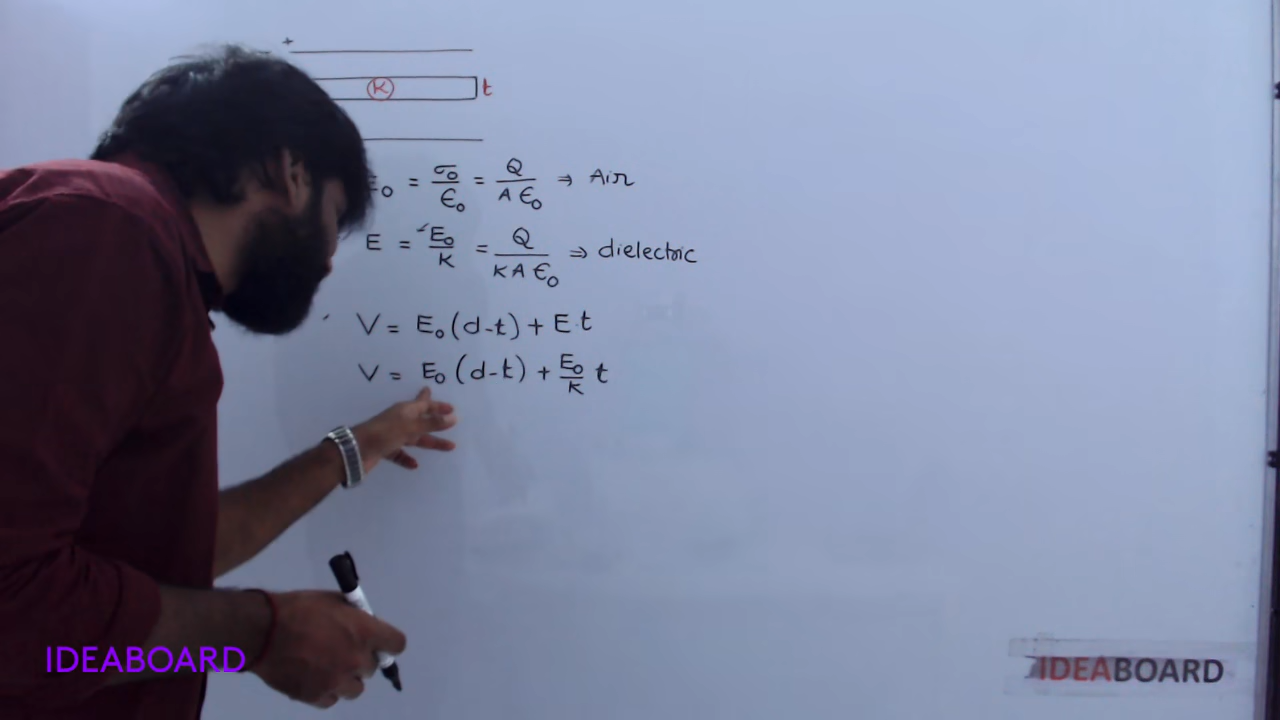 +
K t
E₀ = σ₀/ϵ₀ = Q/Aϵ₀ ⇒ Air
E = E₀/K = Q/KAϵ₀ ⇒ dielectric
V = E₀(d-t) + E.t
V = E₀(d-t) + E₀/K t
IDEABOARD
IDEABOARD